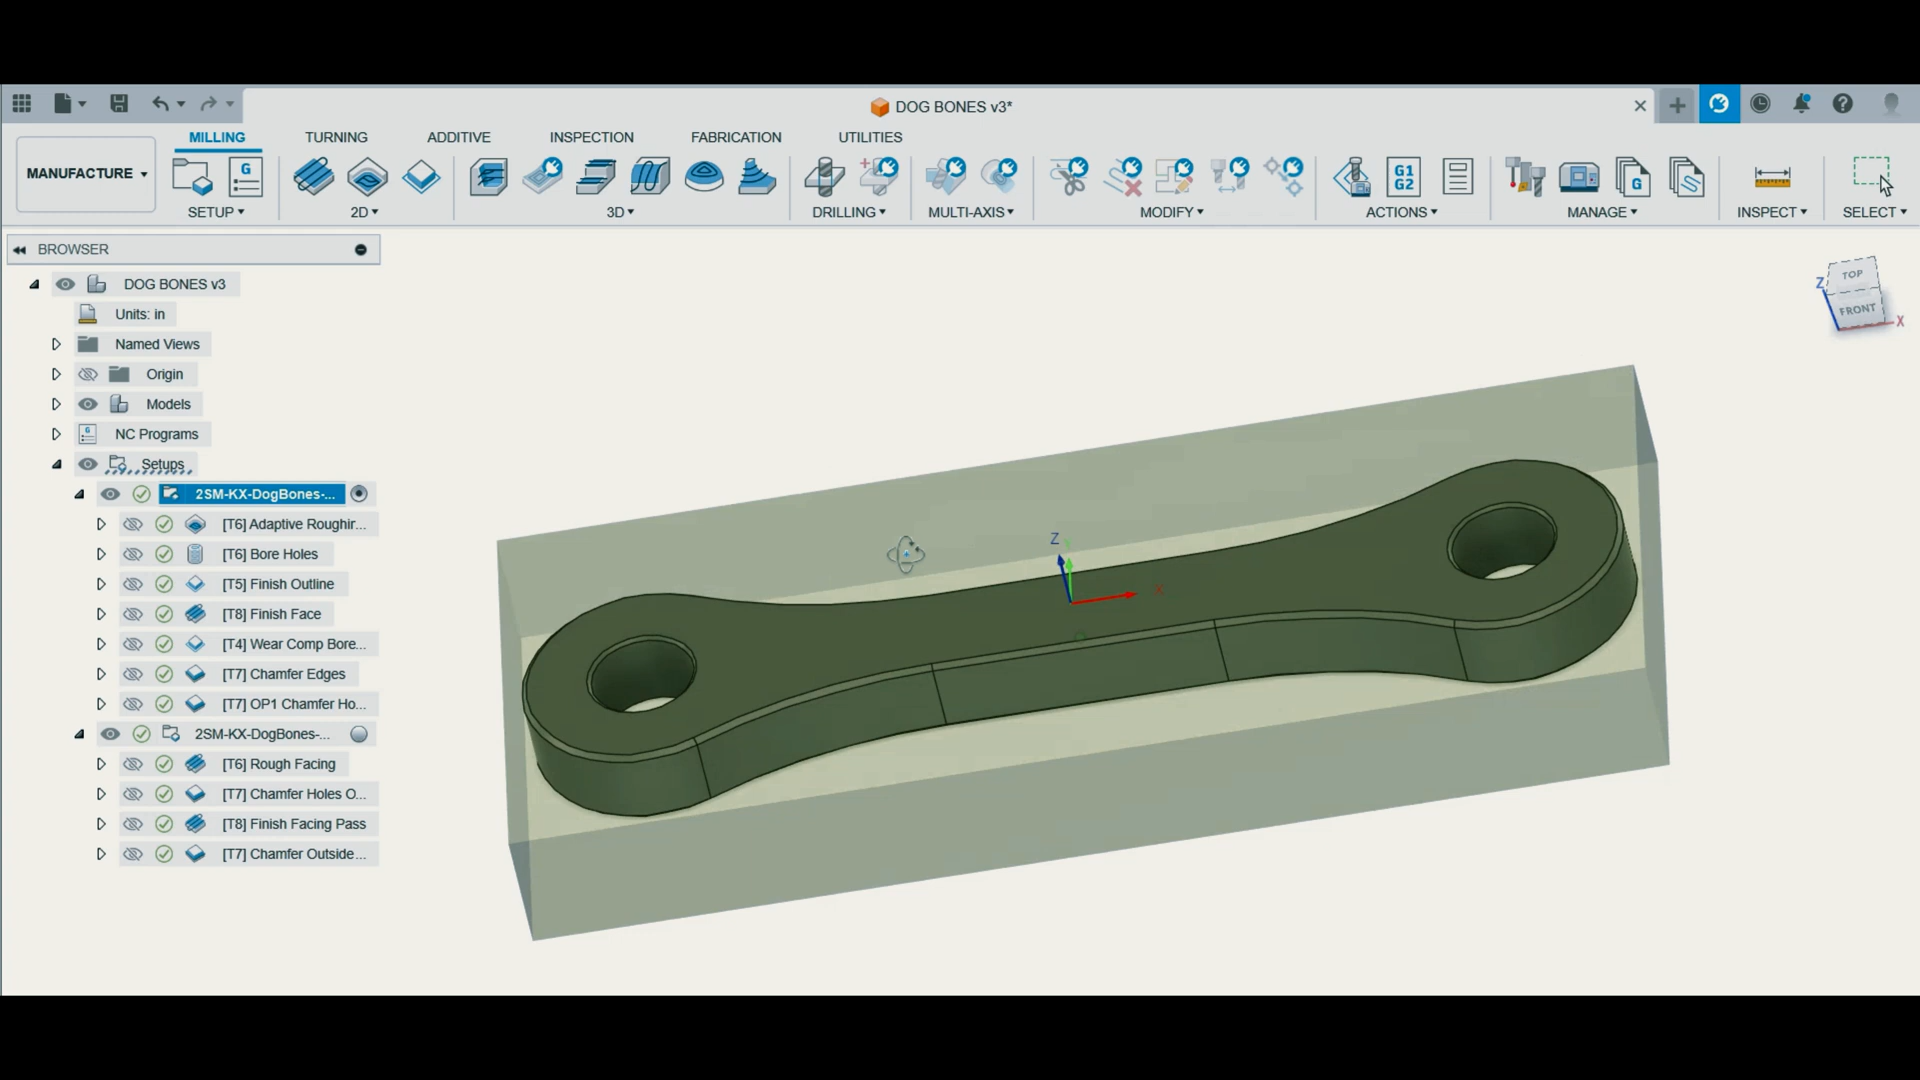 DOG BONES v3*
MILLING TURNING ADDITIVE INSPECTION FABRICATION UTILITIES
MANUFACTURE
G G1 G2 G
SETUP 2D 3D DRILLING MULTI-AXIS MODIFY ACTIONS MANAGE INSPECT SELECT
BROWSER
DOG BONES v3
Units: in
Named Views
Origin
Models
NC Programs
Setups
2SM-KX-DogBones-...
[T6] Adaptive Roughir...
[T6] Bore Holes
[T5] Finish Outline
[T8] Finish Face
[T4] Wear Comp Bore...
[T7] Chamfer Edges
[T7] OP1 Chamfer Ho...
2SM-KX-DogBones-...
[T6] Rough Facing
[T7] Chamfer Holes O...
[T8] Finish Facing Pass
[T7] Chamfer Outside...
TOP
FRONT
Z
X
Z
X